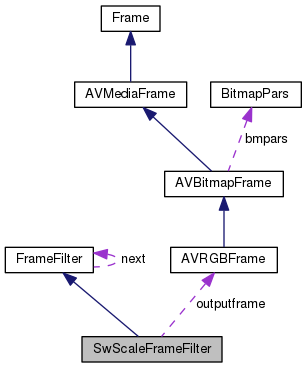 Frame
AVMediaFrame
BitmapPars
bmpars
AVBitmapFrame
FrameFilter
next
AVRGBFrame
outputframe
SwScaleFrameFilter